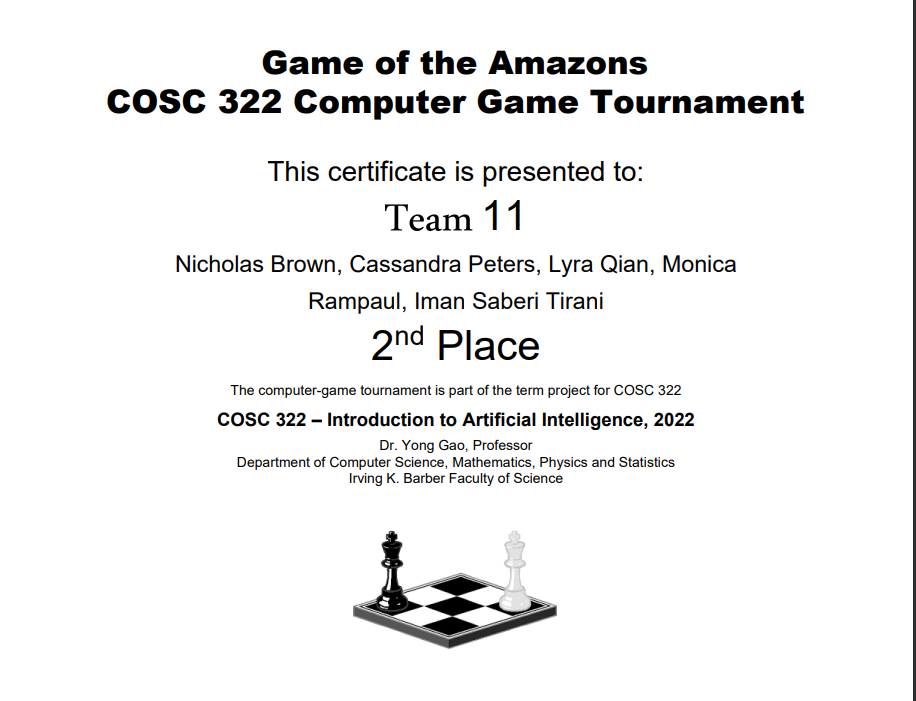 Game of the Amazons
COSC 322 Computer Game Tournament
This certificate is presented to:
Team 11
Nicholas Brown, Cassandra Peters, Lyra Qian, Monica
Rampaul, Iman Saberi Tirani
2nd Place
The computer-game tournament is part of the term project for COSC 322
COSC 322 – Introduction to Artificial Intelligence, 2022
Dr. Yong Gao, Professor
Department of Computer Science, Mathematics, Physics and Statistics
Irving K. Barber Faculty of Science